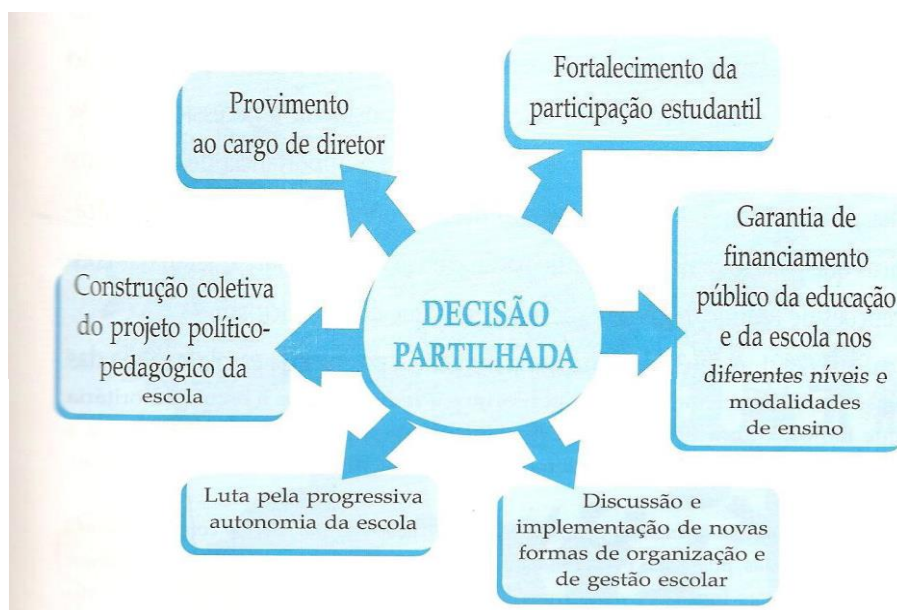 Provimento
ao cargo de diretor
Fortalecimento da
participação estudantil
Garantia de
financiamento
público da educação
e da escola nos
diferentes níveis e
modalidades
de ensino
Construção coletiva
do projeto político-
pedagógico da
escola
DECISÃO
PARTILHADA
Luta pela progressiva
autonomia da escola
Discussão e
implementação de novas
formas de organização e
de gestão escolar